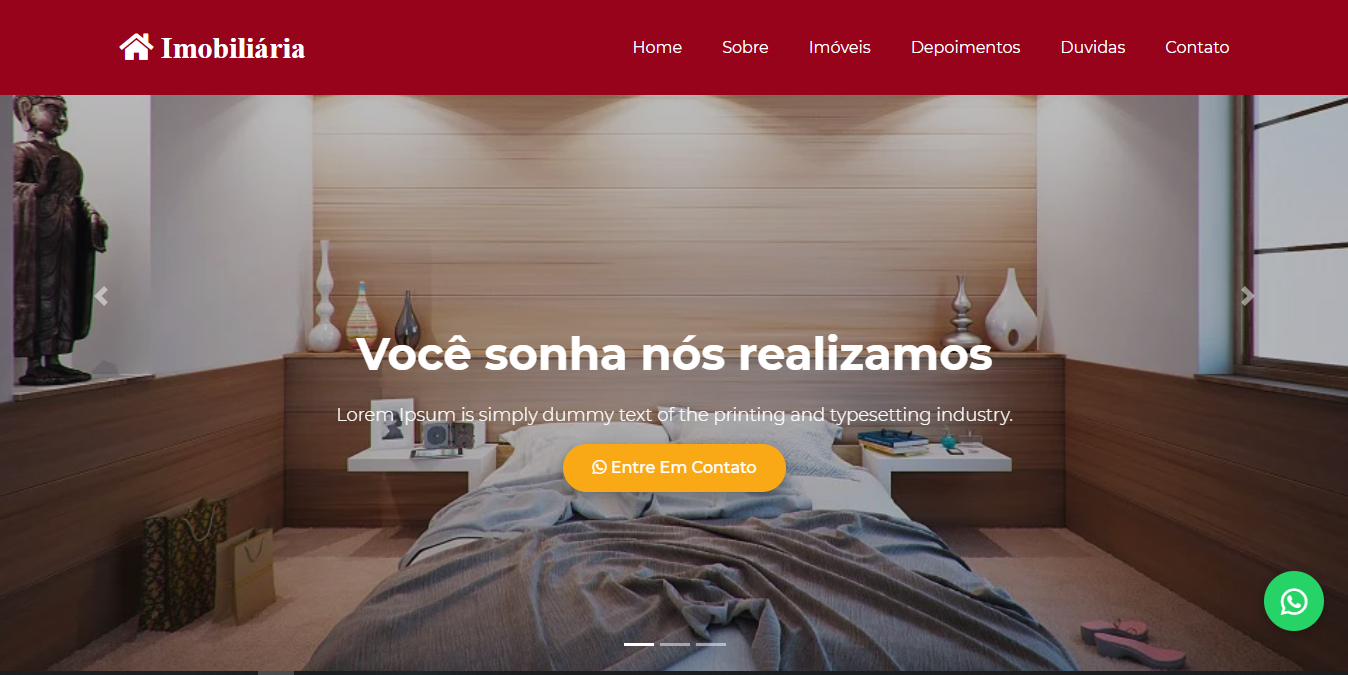 Imobiliária
Home Sobre Imóveis Depoimentos Duvidas Contato
Você sonha nós realizamos
Lorem Ipsum is simply dummy text of the printing and typesetting industry.
Entre Em Contato